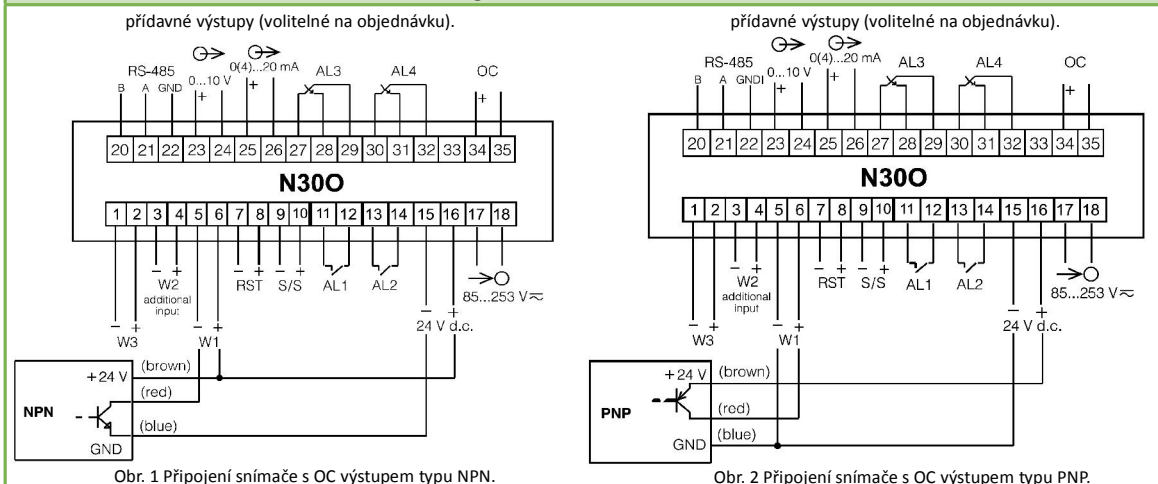 přídavné výstupy (volitelné na objednávku).
RS-485 0...10 V 0(4)...20 mA AL3 AL4 OC
B A GND + + +
20 21 22 23 24 25 26 27 28 29 30 31 32 33 34 35
N30O
1 2 3 4 5 6 7 8 9 10 11 12 13 14 15 16 17 18
− + − + − +
W2 RST S/S AL1 AL2
additional
input
85...253 V
− + − + − +
W3 W1 24 V d.c.
+24 V (brown)
(red)
NPN
(blue)
GND
Obr. 1 Připojení snímače s OC výstupem typu NPN.
přídavné výstupy (volitelné na objednávku).
RS-485 0...10 V 0(4)...20 mA AL3 AL4 OC
B A GNDI + + +
20 21 22 23 24 25 26 27 28 29 30 31 32 33 34 35
N30O
1 2 3 4 5 6 7 8 9 10 11 12 13 14 15 16 17 18
− + − + − +
W2 RST S/S AL1 AL2
additional
input
85...253 V
− + − + − +
W3 W1 24 V d.c.
+24 V (brown)
PNP (red)
GND (blue)
Obr. 2 Připojení snímače s OC výstupem typu PNP.